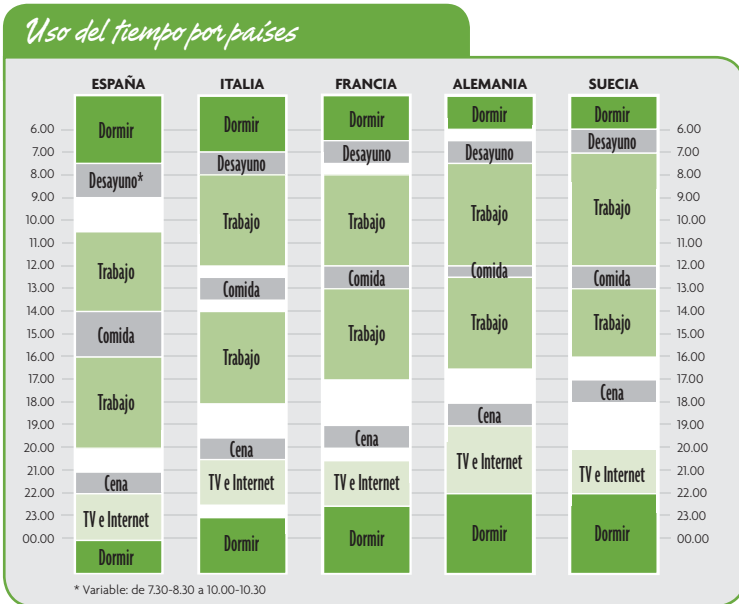 Uso del tiempo por países
ESPAÑA ITALIA FRANCIA ALEMANIA SUECIA
Dormir Dormir Dormir Dormir Dormir
6.00 6.00
Desayuno
7.00 Desayuno Desayuno 7.00
Desayuno
8.00 Desayuno* 8.00
9.00 9.00
Trabajo
10.00 Trabajo Trabajo Trabajo 10.00
11.00 11.00
12.00 Trabajo Comida 12.00
13.00 Comida Comida Comida 13.00
14.00 14.00
15.00 Comida Trabajo Trabajo Trabajo 15.00
16.00 Trabajo 16.00
17.00 17.00
18.00 Trabajo Cena 18.00
19.00 Cena 19.00
20.00 Cena Cena 20.00
21.00 TV e Internet TV e Internet 21.00
22.00 Cena TV e Internet TV e Internet 22.00
23.00 TV e Internet 23.00
00.00 Dormir Dormir Dormir Dormir 00.00
Dormir
* Variable: de 7.30-8.30 a 10.00-10.30